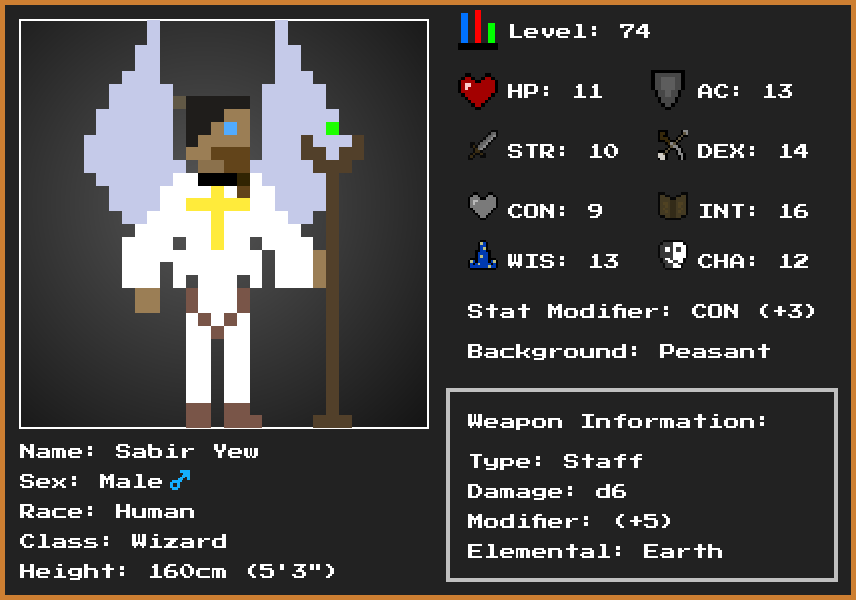 Level: 74
HP: 11
AC: 13
STR: 10
DEX: 14
CON: 9
INT: 16
WIS: 13
CHA: 12
Stat Modifier: CON (+3)
Background: Peasant
Weapon Information:
Type: Staff
Damage: d6
Modifier: (+5)
Elemental: Earth
Name: Sabir Yew
Sex: Male♂
Race: Human
Class: Wizard
Height: 160cm (5'3")